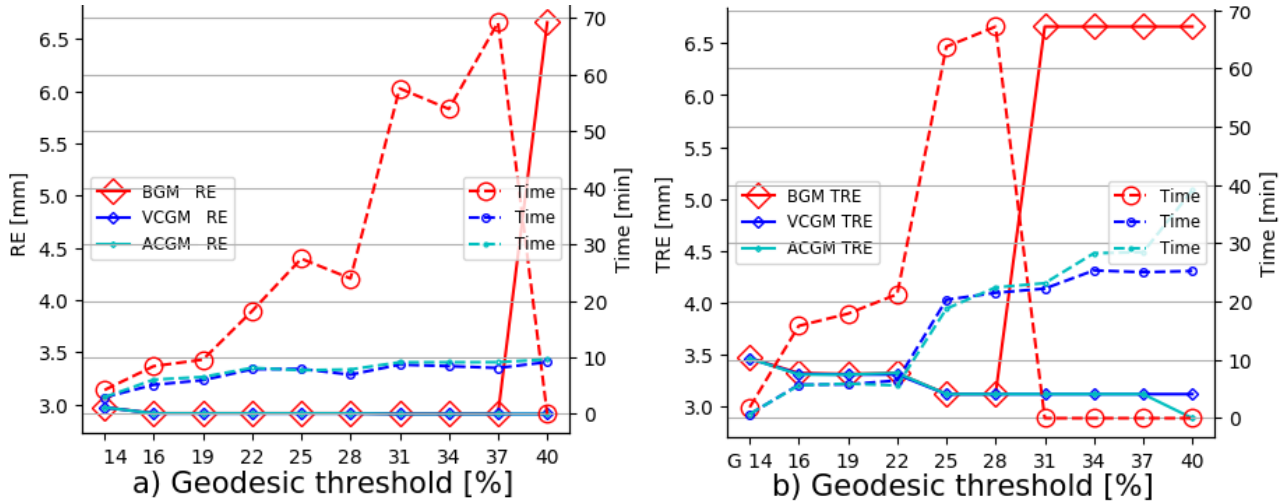 6.5
6.0
5.5
5.0
4.5
4.0
3.5
3.0
RE [mm]
BGM RE
VCGM RE
ACGM RE
Time
Time
Time
70
60
50
40
30
20
10
0
Time [min]
14 16 19 22 25 28 31 34 37 40
a) Geodesic threshold [%]
6.5
6.0
5.5
5.0
4.5
4.0
3.5
3.0
TRE [mm]
BGM TRE
VCGM TRE
ACGM TRE
Time
Time
Time
70
60
50
40
30
20
10
0
Time [min]
G 14 16 19 22 25 28 31 34 37 40
b) Geodesic threshold [%]